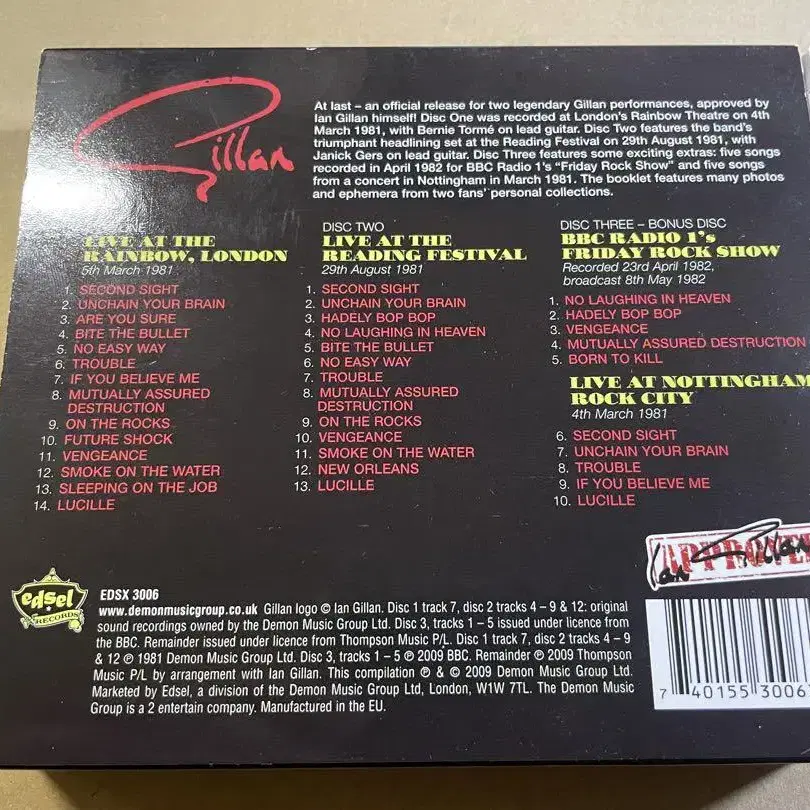 Gillan
At last – an official release for two legendary Gillan performances, approved by
Ian Gillan himself! Disc One was recorded at London's Rainbow Theatre on 4th
March 1981, with Bernie Tormé on lead guitar. Disc Two features the band's
triumphant headlining set at the Reading Festival on 29th August 1981, with
Janick Gers on lead guitar. Disc Three features some exciting extras: five songs
recorded in April 1982 for BBC Radio 1's "Friday Rock Show" and five songs
from a concert in Nottingham in March 1981. The booklet features many photos
and ephemera from two fans' personal collections.
ONE
LIVE AT THE
RAINBOW, LONDON
5th March 1981
1. SECOND SIGHT
2. UNCHAIN YOUR BRAIN
3. ARE YOU SURE
4. BITE THE BULLET
5. NO EASY WAY
6. TROUBLE
7. IF YOU BELIEVE ME
8. MUTUALLY ASSURED
DESTRUCTION
9. ON THE ROCKS
10. FUTURE SHOCK
11. VENGEANCE
12. SMOKE ON THE WATER
13. SLEEPING ON THE JOB
14. LUCILLE
DISC TWO
LIVE AT THE
READING FESTIVAL
29th August 1981
1. SECOND SIGHT
2. UNCHAIN YOUR BRAIN
3. HADELY BOP BOP
4. NO LAUGHING IN HEAVEN
5. BITE THE BULLET
6. NO EASY WAY
7. TROUBLE
8. MUTUALLY ASSURED
DESTRUCTION
9. ON THE ROCKS
10. VENGEANCE
11. SMOKE ON THE WATER
12. NEW ORLEANS
13. LUCILLE
DISC THREE – BONUS DISC
BBC RADIO 1's
FRIDAY ROCK SHOW
Recorded 23rd April 1982,
broadcast 8th May 1982
1. NO LAUGHING IN HEAVEN
2. HADELY BOP BOP
3. VENGEANCE
4. MUTUALLY ASSURED DESTRUCTION
5. BORN TO KILL
LIVE AT NOTTINGHAM
ROCK CITY
4th March 1981
6. SECOND SIGHT
7. UNCHAIN YOUR BRAIN
8. TROUBLE
9. IF YOU BELIEVE ME
10. LUCILLE
Ian Gillan
APPROVED
edsel
RECORDS
EDSX 3006
www.demonmusicgroup.co.uk Gillan logo © Ian Gillan. Disc 1 track 7, disc 2 tracks 4 – 9 & 12: original
sound recordings owned by the Demon Music Group Ltd. Disc 3, tracks 1 – 5 issued under licence from
the BBC. Remainder issued under licence from Thompson Music P/L. Disc 1 track 7, disc 2 tracks 4 – 9
& 12 ℗ 1981 Demon Music Group Ltd. Disc 3, tracks 1 – 5 ℗ 2009 BBC. Remainder ℗ 2009 Thompson
Music P/L by arrangement with Ian Gillan. This compilation ℗ & © 2009 Demon Music Group Ltd.
Marketed by Edsel, a division of the Demon Music Group Ltd, London, W1W 7TL. The Demon Music
Group is a 2 entertain company. Manufactured in the EU.
7 40155 3006